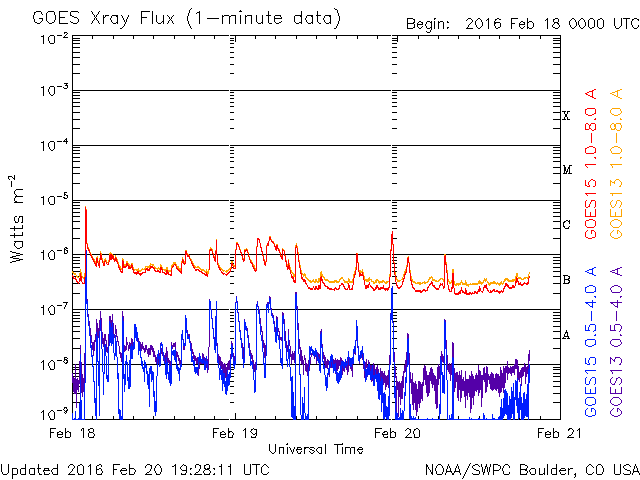 GOES Xray Flux (1-minute data)
Begin: 2016 Feb 18 0000 UTC
10-2
10-3
10-4
10-5
10-6
10-7
10-8
10-9
Watts m-2
X
M
C
B
A
GOES15 1.0-8.0 A
GOES13 1.0-8.0 A
GOES15 0.5-4.0 A
GOES13 0.5-4.0 A
Feb 18
Feb 19
Feb 20
Feb 21
Universal Time
Updated 2016 Feb 20 19:28:11 UTC
NOAA/SWPC Boulder, CO USA